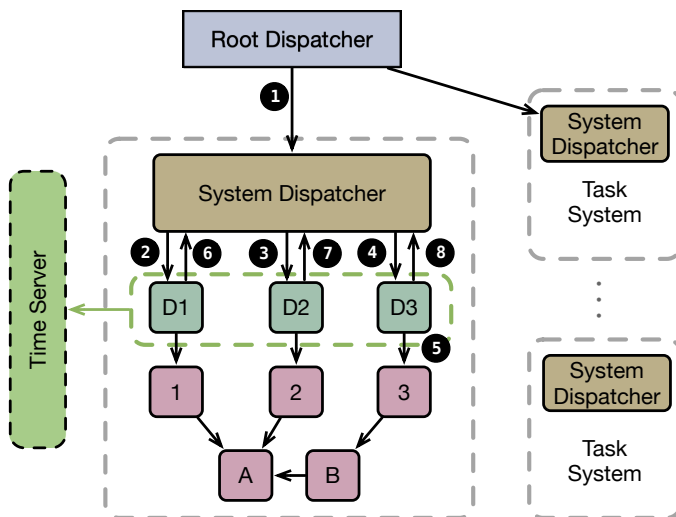 Root Dispatcher
1
System
Dispatcher
Task
System
System Dispatcher
2
6
3
7
4
8
Time Server
D1
D2
D3
5
1
2
3
System
Dispatcher
Task
System
A
B